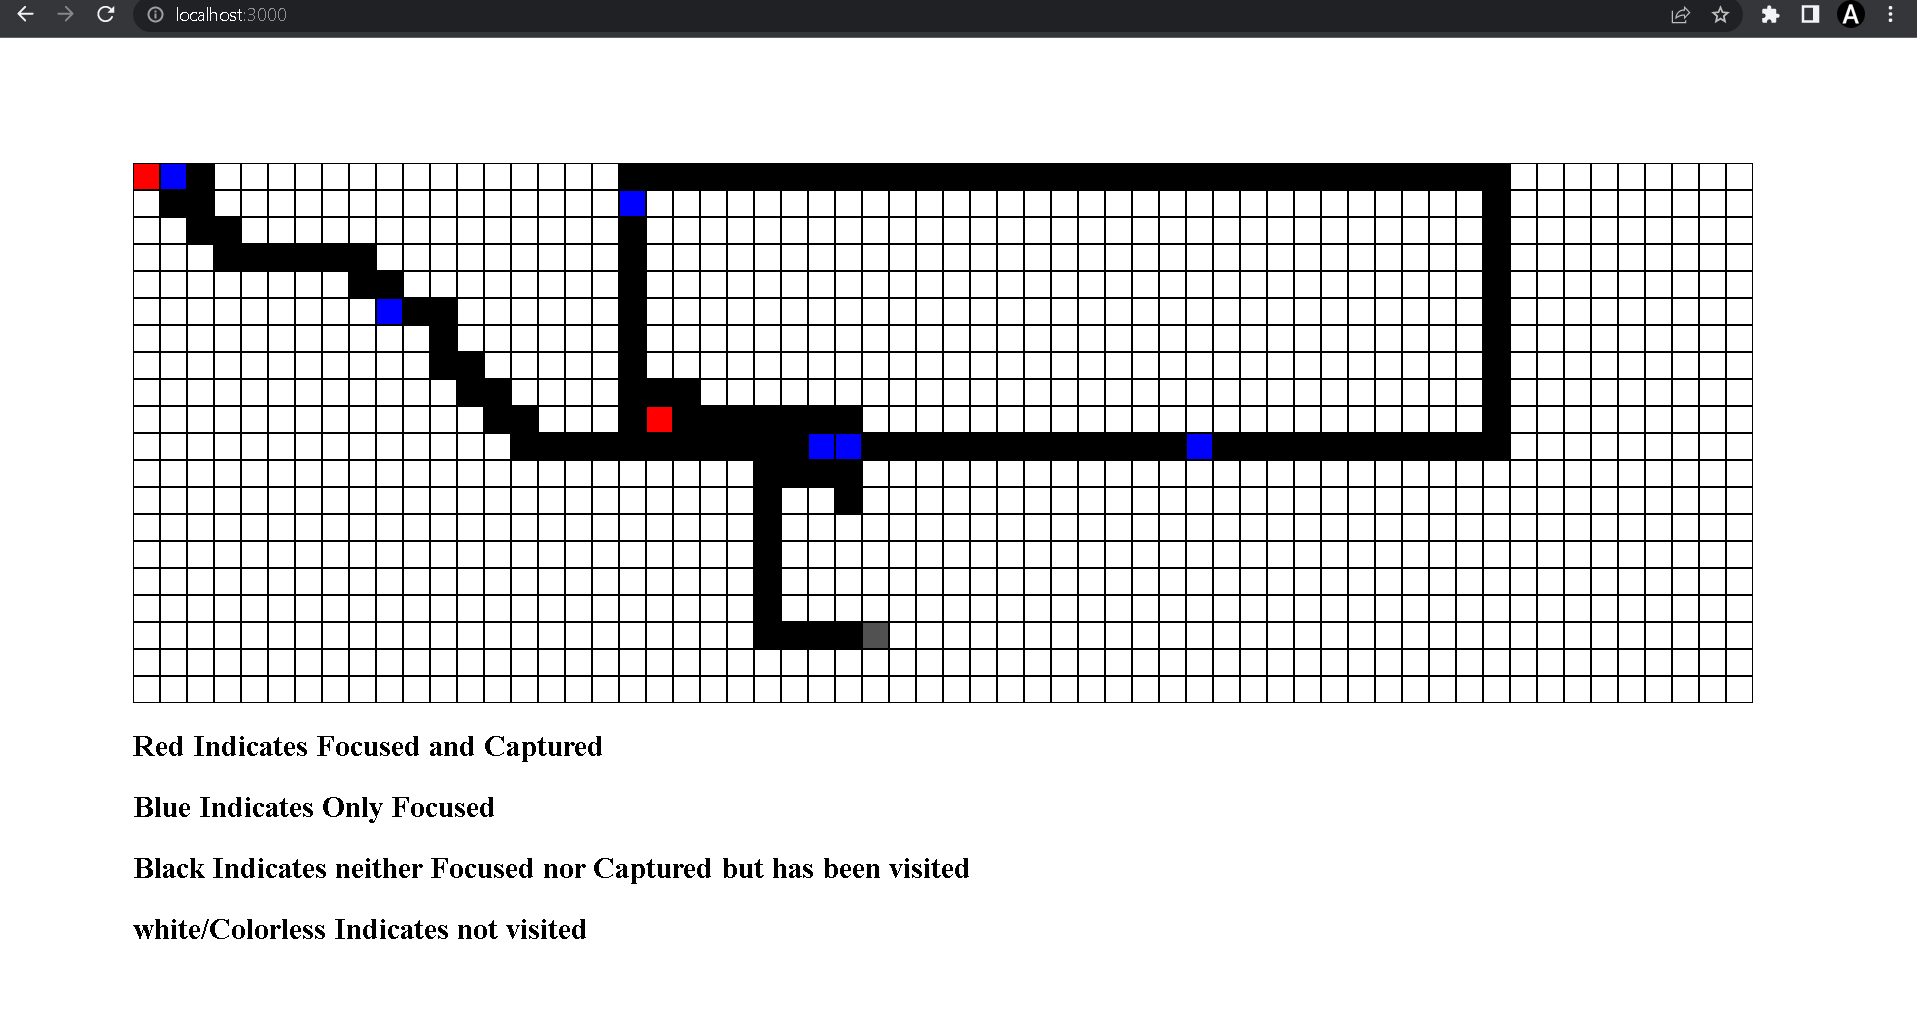 localhost:3000
A
Red Indicates Focused and Captured
Blue Indicates Only Focused
Black Indicates neither Focused nor Captured but has been visited
white/Colorless Indicates not visited